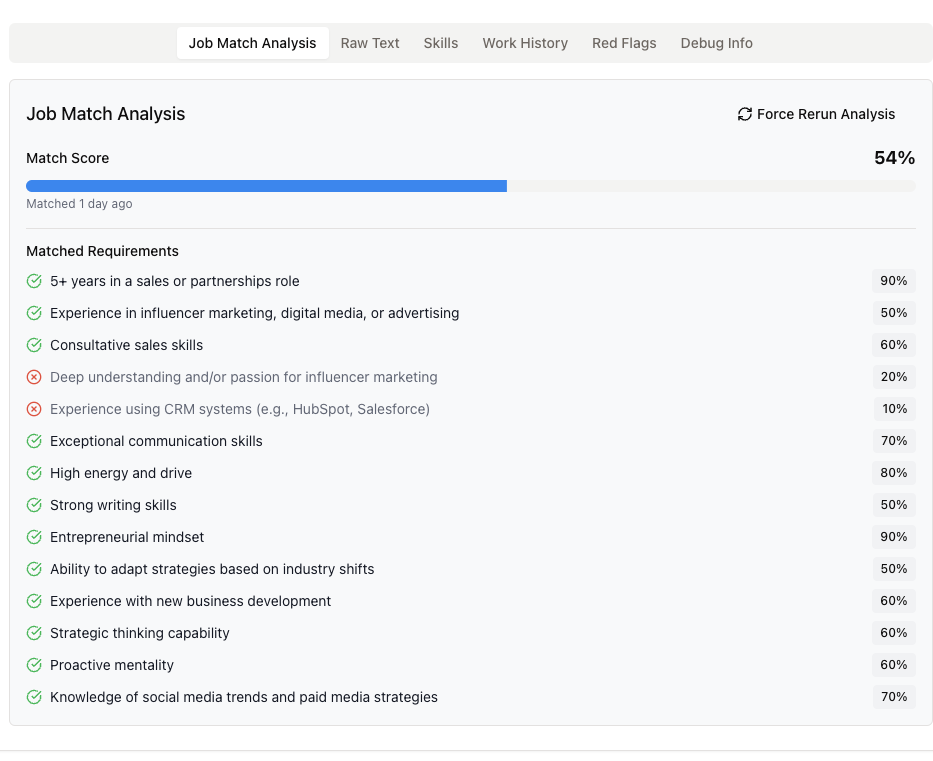 Job Match Analysis Raw Text Skills Work History Red Flags Debug Info
Job Match Analysis Force Rerun Analysis
Match Score 54%
Matched 1 day ago
Matched Requirements
5+ years in a sales or partnerships role 90%
Experience in influencer marketing, digital media, or advertising 50%
Consultative sales skills 60%
Deep understanding and/or passion for influencer marketing 20%
Experience using CRM systems (e.g., HubSpot, Salesforce) 10%
Exceptional communication skills 70%
High energy and drive 80%
Strong writing skills 50%
Entrepreneurial mindset 90%
Ability to adapt strategies based on industry shifts 50%
Experience with new business development 60%
Strategic thinking capability 60%
Proactive mentality 60%
Knowledge of social media trends and paid media strategies 70%